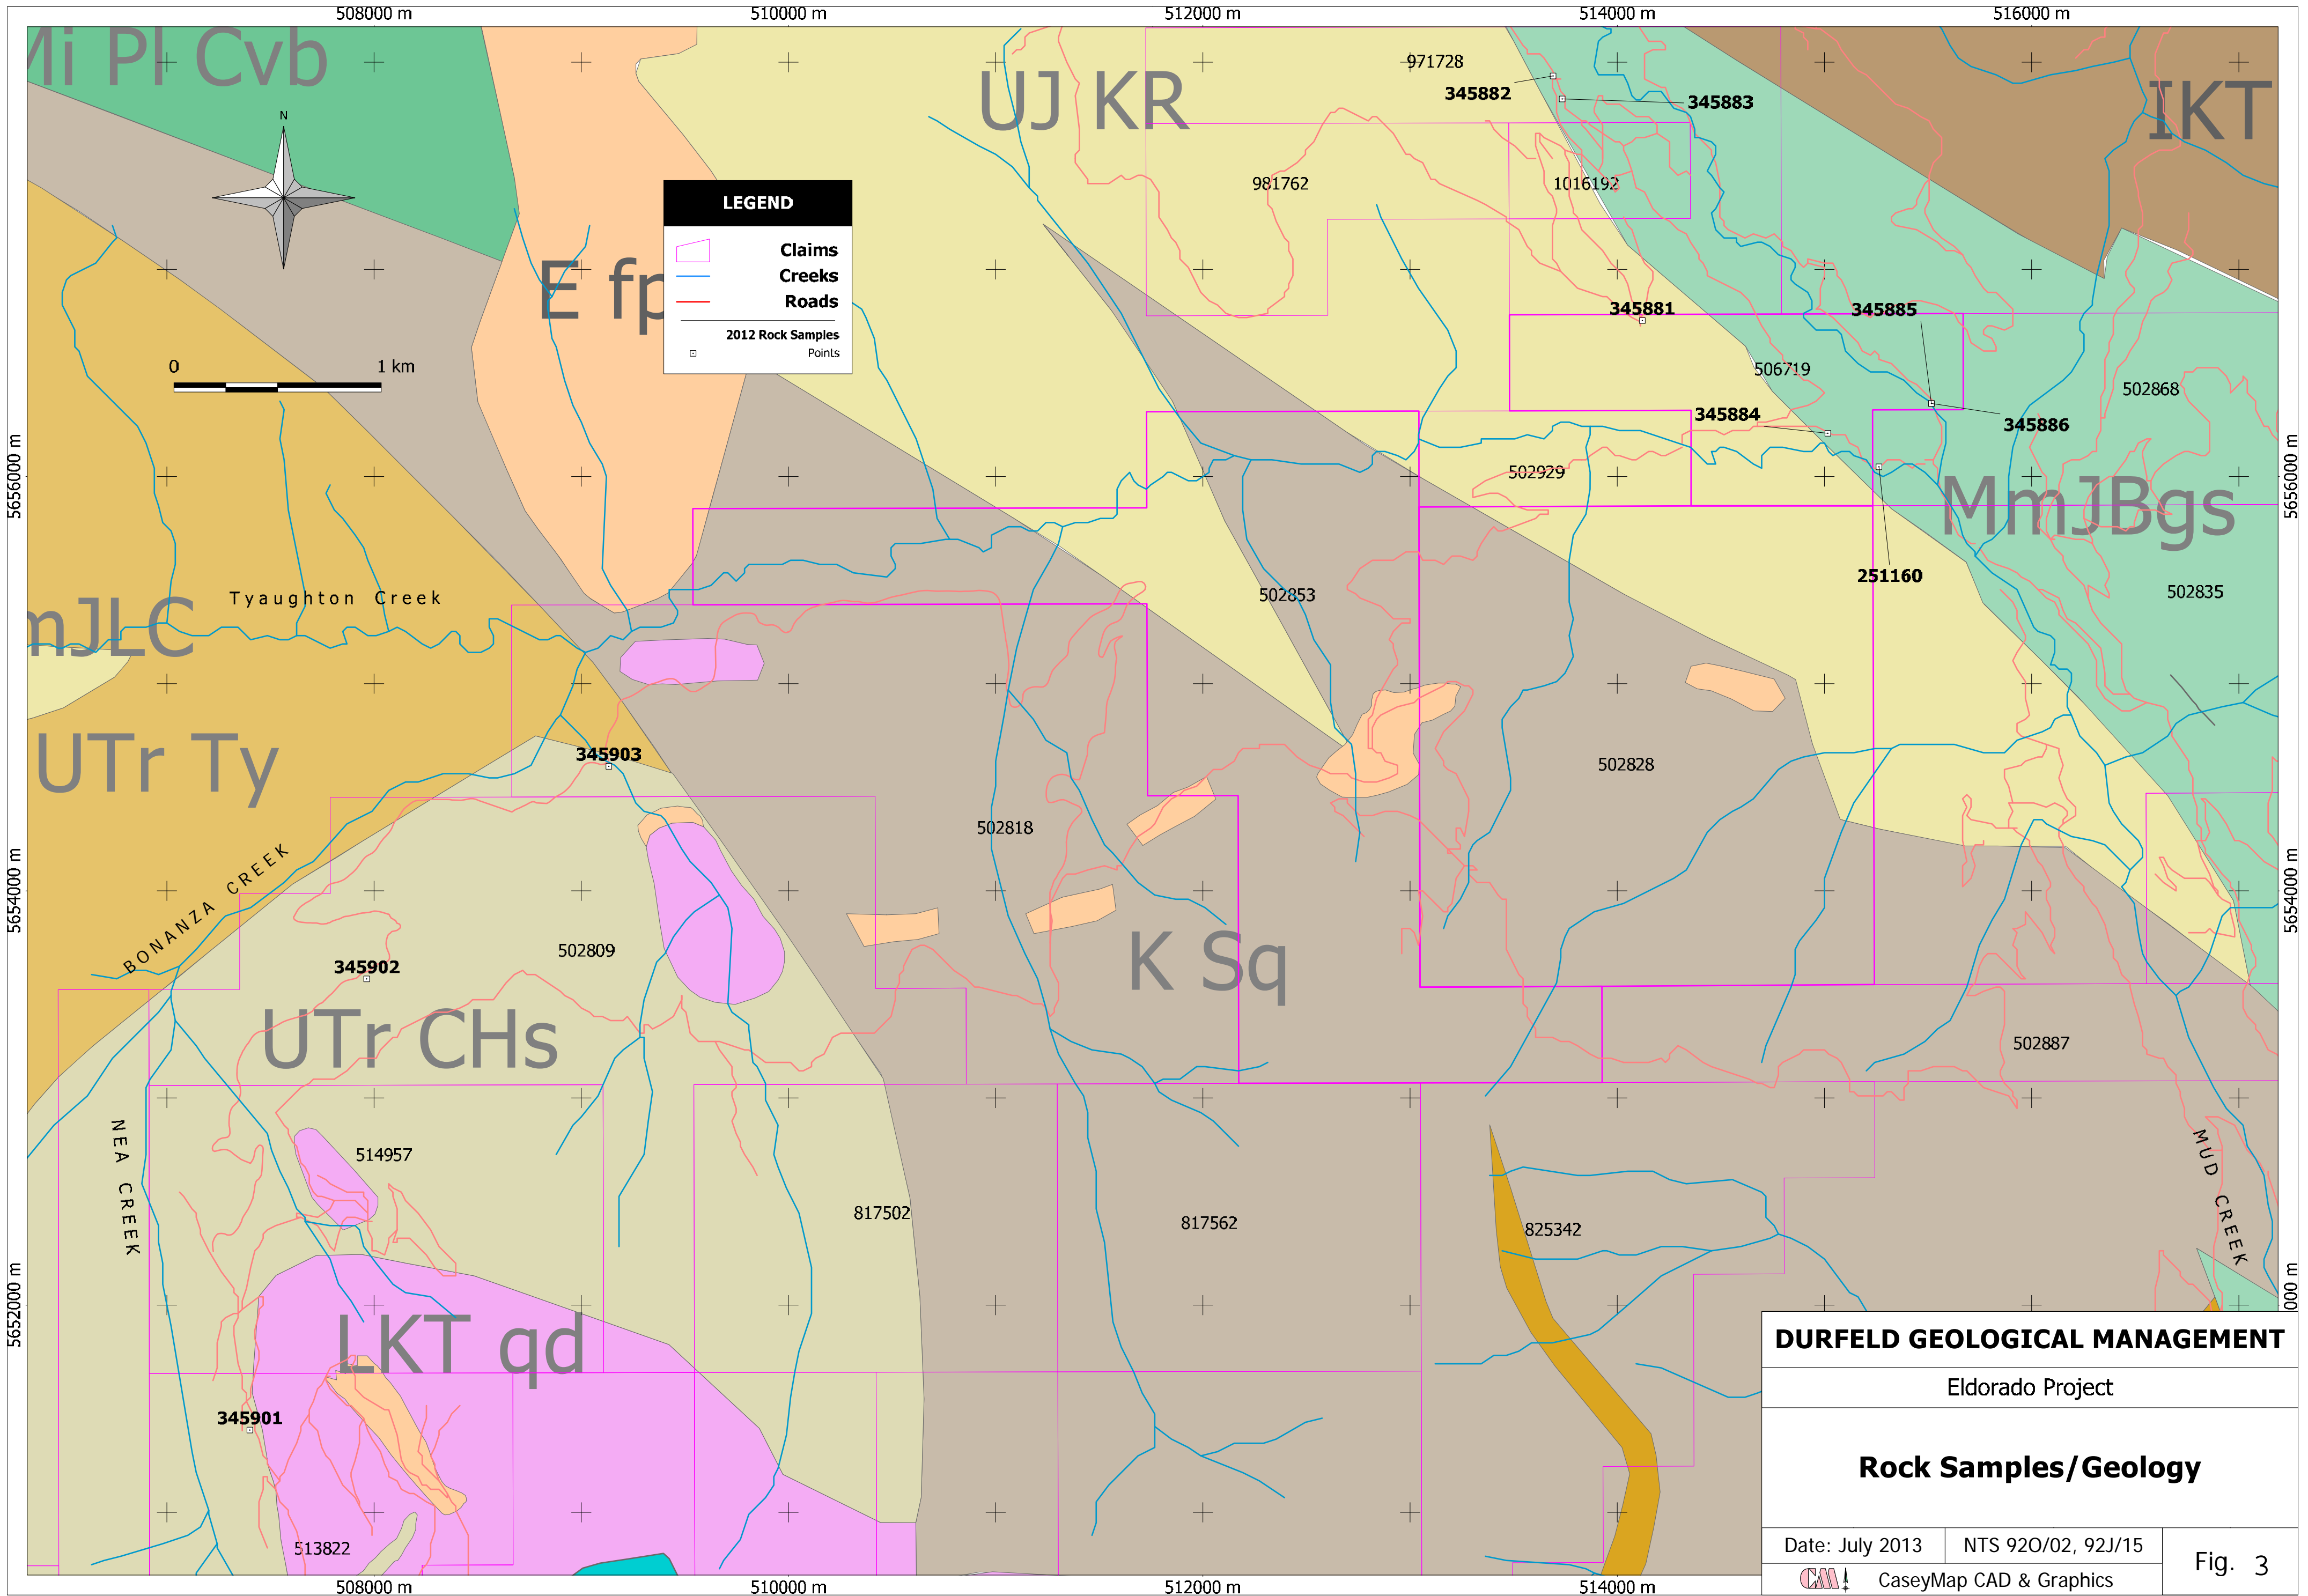 508000 m
510000 m
512000 m
514000 m
516000 m
Mi Pl Cvb
UJ KR
971728
345882
345883
IKT
N
LEGEND
Claims
Creeks
Roads
2012 Rock Samples
Points
981762
1016192
E fp
345881
345885
0
1 km
506719
502868
345884
345886
5656000 m
5656000 m
502929
MmJBgs
251160
502853
502835
Tyaughton Creek
mJLC
UTr Ty
345903
502828
502818
BONANZA CREEK
5654000 m
5654000 m
502809
345902
K Sq
UTr CHs
502887
NEA CREEK
514957
MUD CREEK
817502
817562
825342
5652000 m
000 m
LKT qd
345901
513822
DURFELD GEOLOGICAL MANAGEMENT
Eldorado Project
Rock Samples/Geology
Date: July 2013
NTS 92O/02, 92J/15
Fig. 3
CMI
CaseyMap CAD & Graphics
508000 m
510000 m
512000 m
514000 m